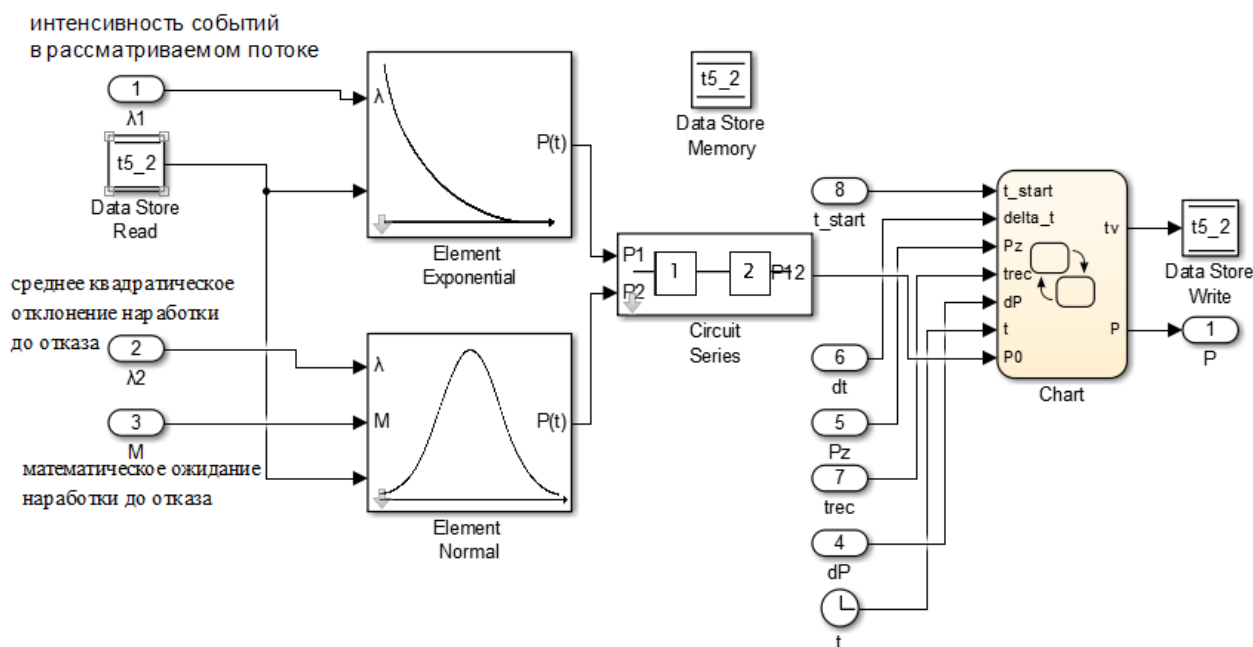 интенсивность событий
в рассматриваемом потоке
1
λ1
t5_2
Data Store
Read
λ
P(t)
Element
Exponential
t5_2
Data Store
Memory
среднее квадратическое
отклонение наработки
до отказа
2
λ2
3
M
математическое ожидание
наработки до отказа
λ
M
P(t)
Element
Normal
P1
P2
1
2
P12
Circuit
Series
8
t_start
6
dt
5
Pz
7
trec
4
dP
t
t_start
delta_t
Pz
trec
dP
t
P0
tv
P
Chart
t5_2
Data Store
Write
1
P